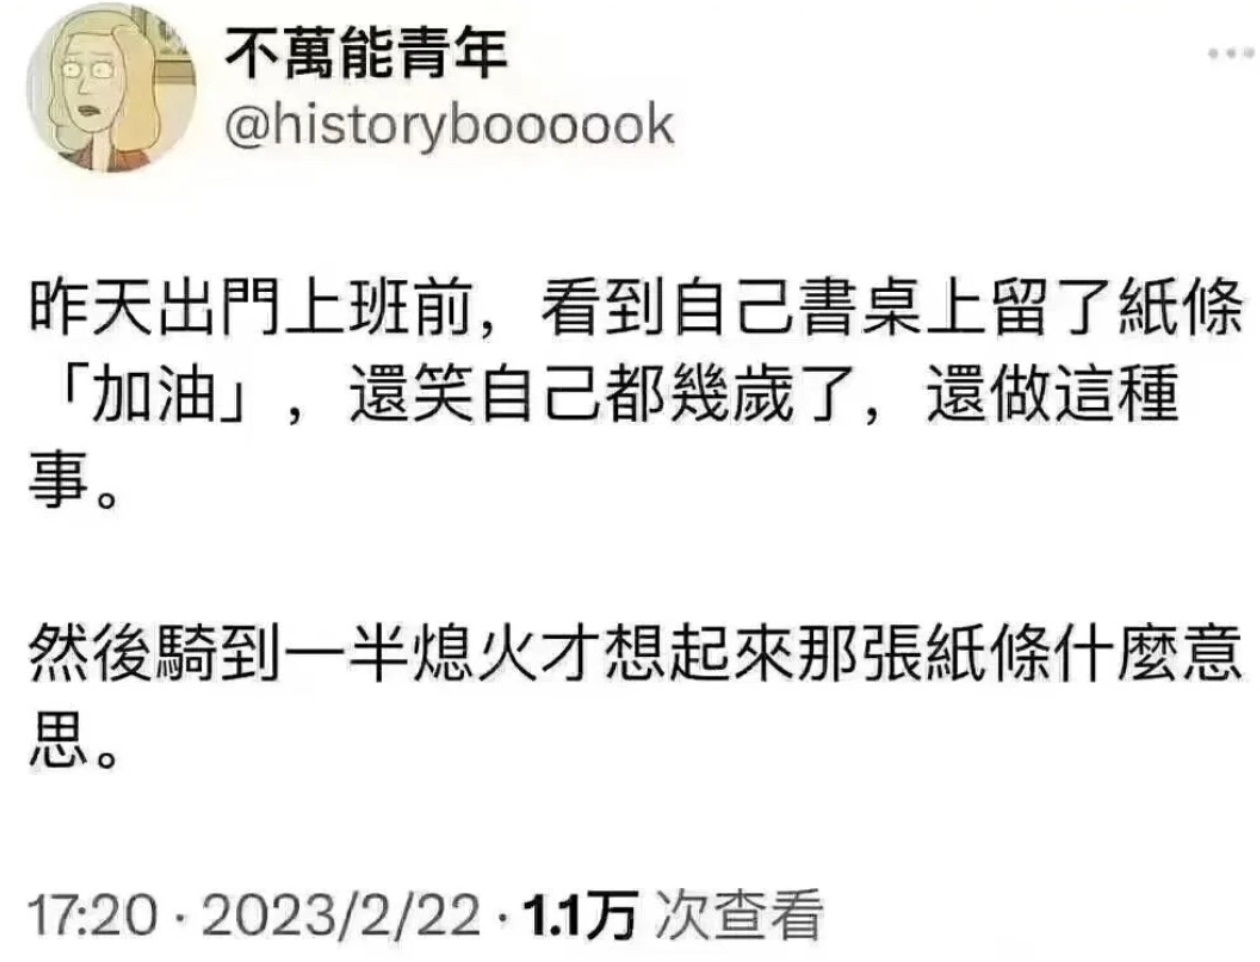 不萬能青年
@historyboooook
昨天出門上班前，看到自己書桌上留了紙條
「加油」，還笑自己都幾歲了，還做這種
事。
然後騎到一半熄火才想起來那張紙條什麼意
思。
17:20 · 2023/2/22 · 1.1万 次查看